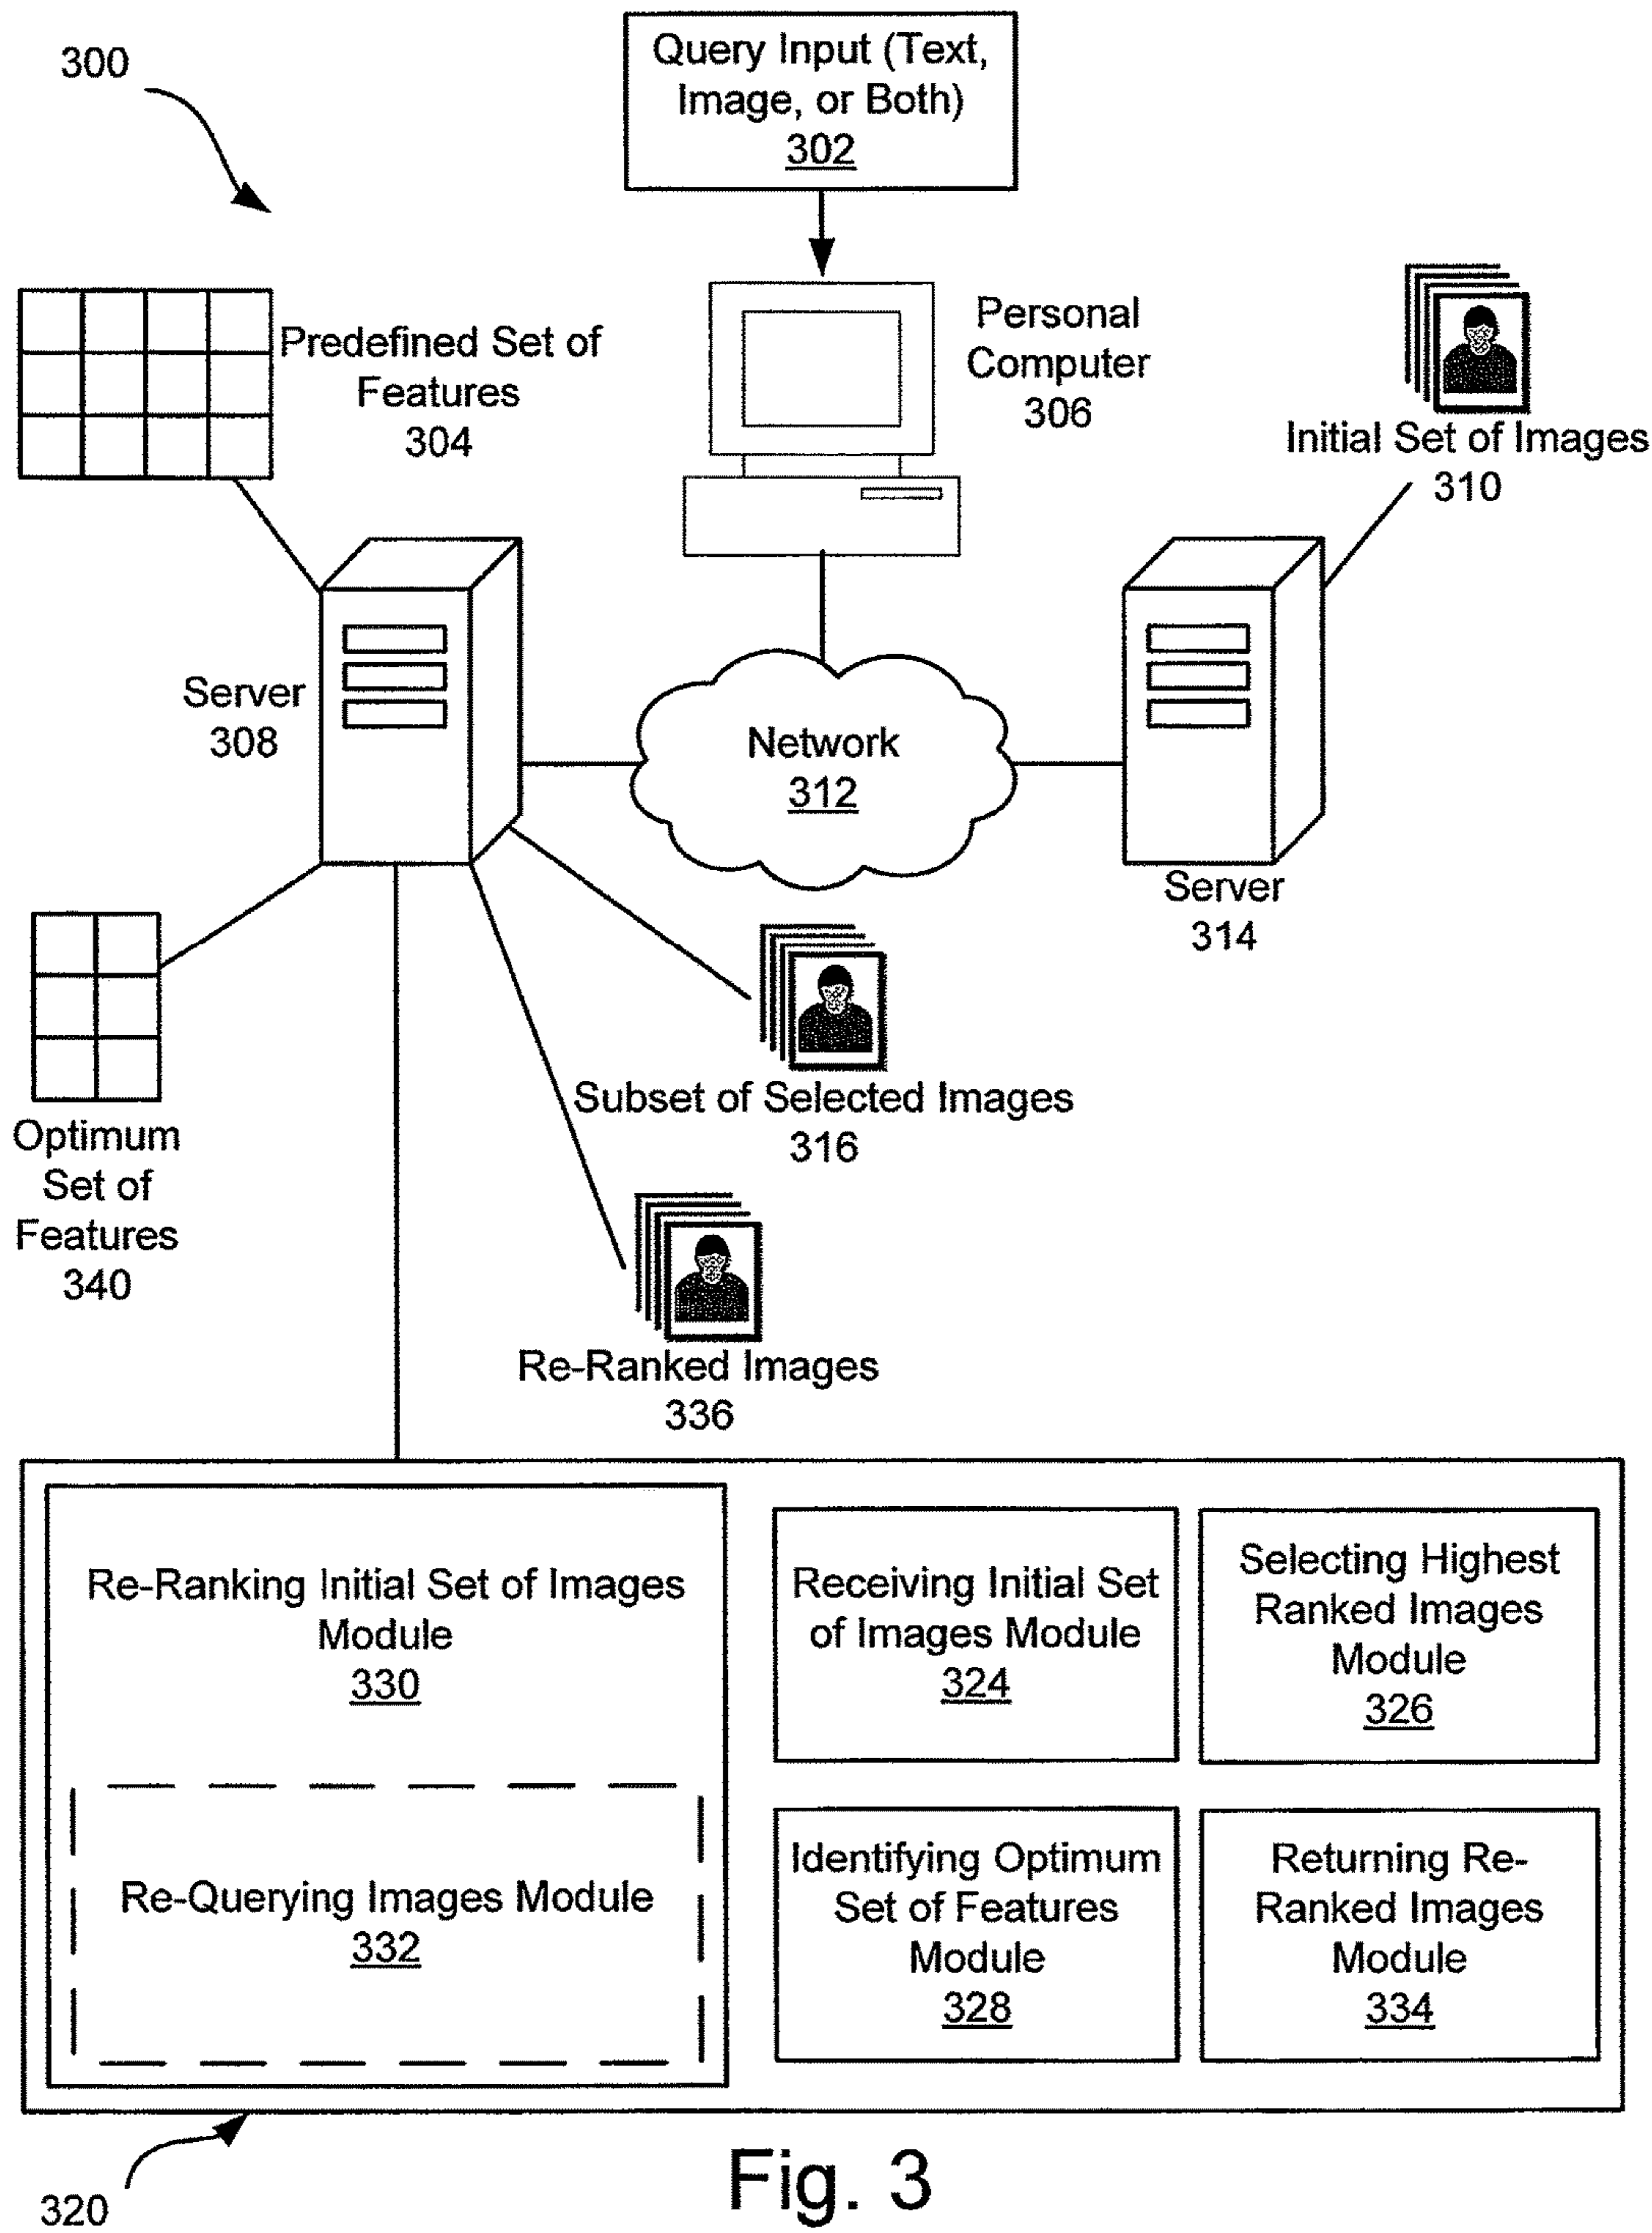 300
Query Input (Text,
Image, or Both)
302
Predefined Set of
Features
304
Personal
Computer
306
Initial Set of Images
310
Server
308
Network
312
Server
314
Optimum
Set of
Features
340
Subset of Selected Images
316
Re-Ranked Images
336
Re-Ranking Initial Set of Images
Module
330
Re-Querying Images Module
332
Receiving Initial Set
of Images Module
324
Selecting Highest
Ranked Images
Module
326
Identifying Optimum
Set of Features
Module
328
Returning Re-
Ranked Images
Module
334
320
Fig. 3